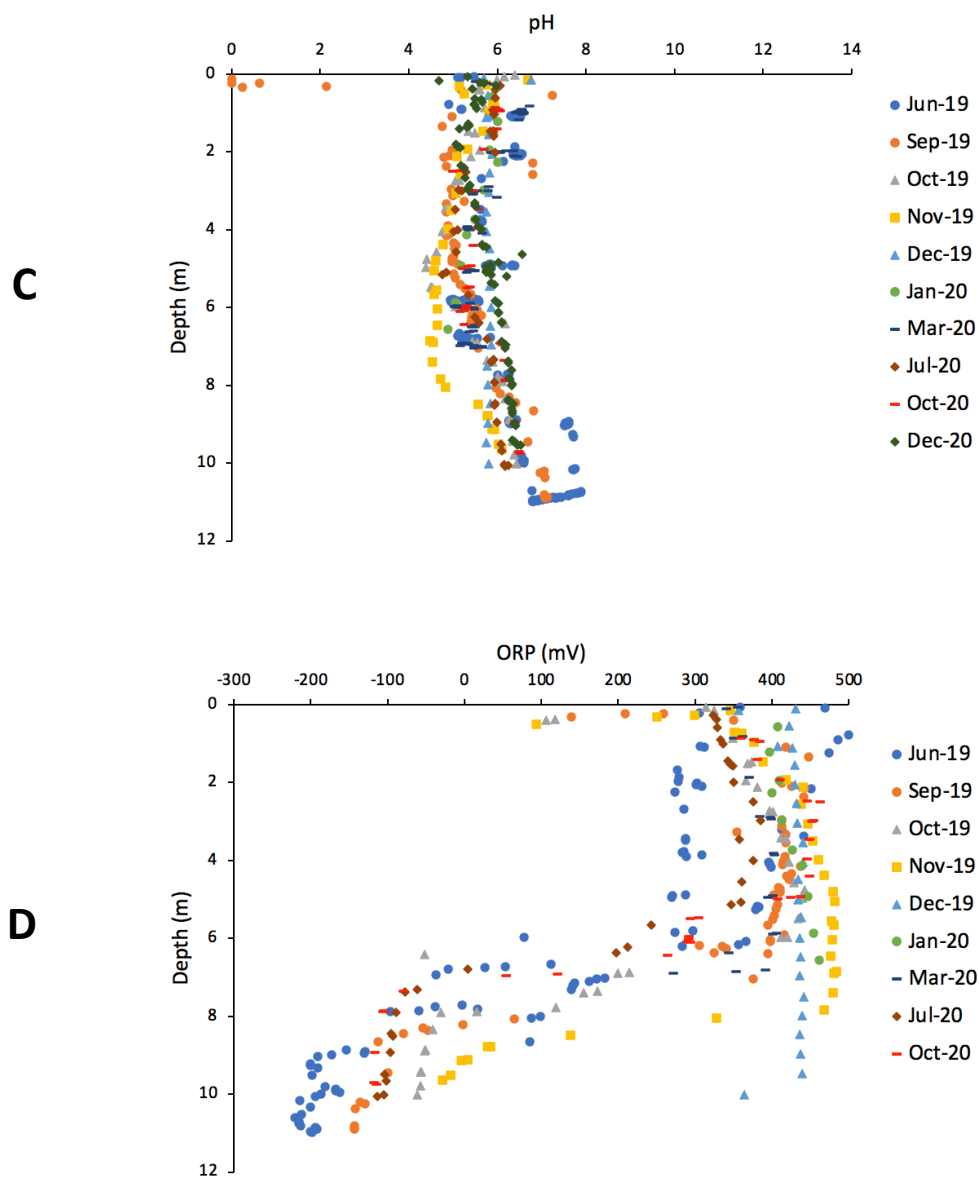 pH
0 2 4 6 8 10 12 14
0
2
4
6
8
10
12
Depth (m)
C
Jun-19
Sep-19
Oct-19
Nov-19
Dec-19
Jan-20
Mar-20
Jul-20
Oct-20
Dec-20
ORP (mV)
-300 -200 -100 0 100 200 300 400 500
0
2
4
6
8
10
12
Depth (m)
D
Jun-19
Sep-19
Oct-19
Nov-19
Dec-19
Jan-20
Mar-20
Jul-20
Oct-20